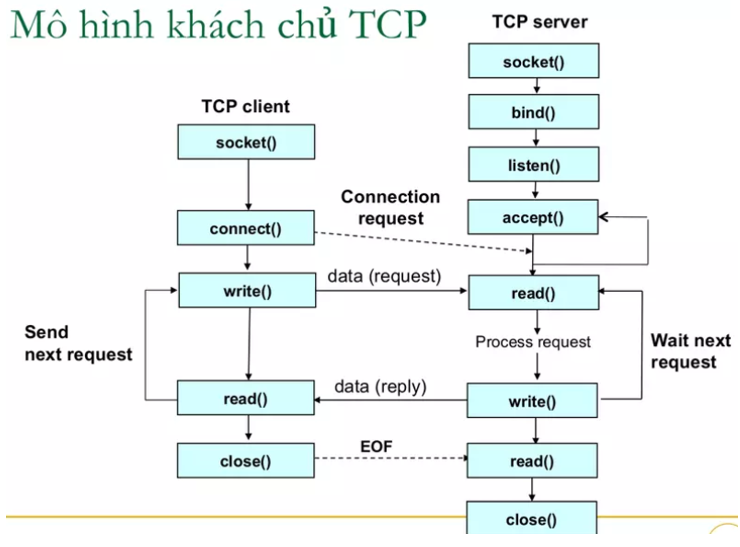 Mô hình khách chủ TCP
TCP server
socket()
bind()
listen()
accept()
TCP client
socket()
connect()
Connection
request
write()
data (request)
read()
Send
next request
Process request
Wait next
request
read()
data (reply)
write()
close()
EOF
read()
close()